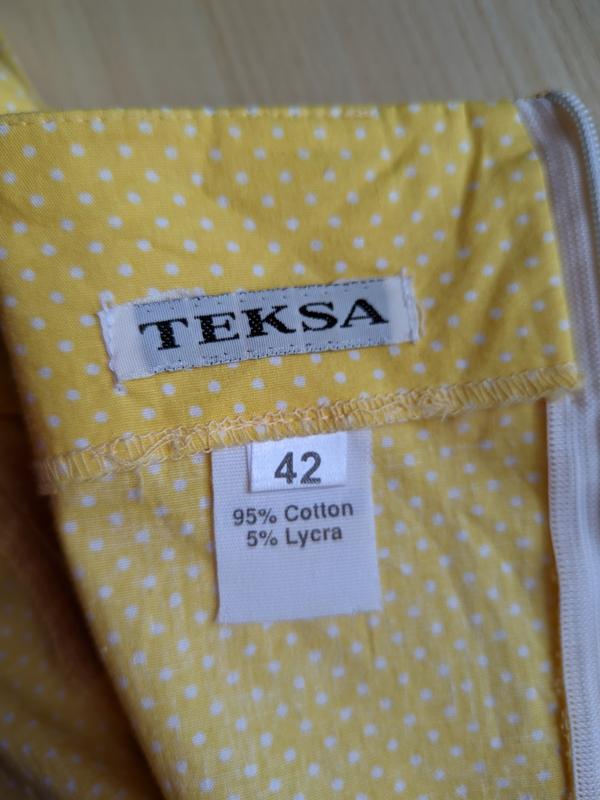 TEKSA
42
95% Cotton
5% Lycra